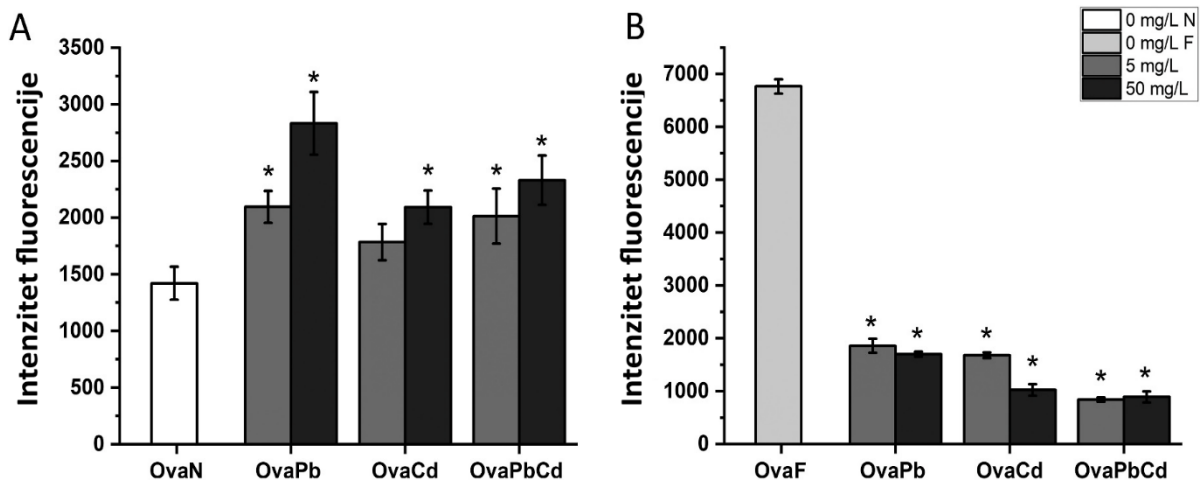 A
Intenzitet fluorescencije
3500
3000
2500
2000
1500
1000
500
0
*
*
*
*
*
OvaN OvaPb OvaCd OvaPbCd
B
0 mg/L N
0 mg/L F
5 mg/L
50 mg/L
Intenzitet fluorescencije
7000
6000
5000
4000
3000
2000
1000
0
*
*
*
*
*
*
OvaF OvaPb OvaCd OvaPbCd